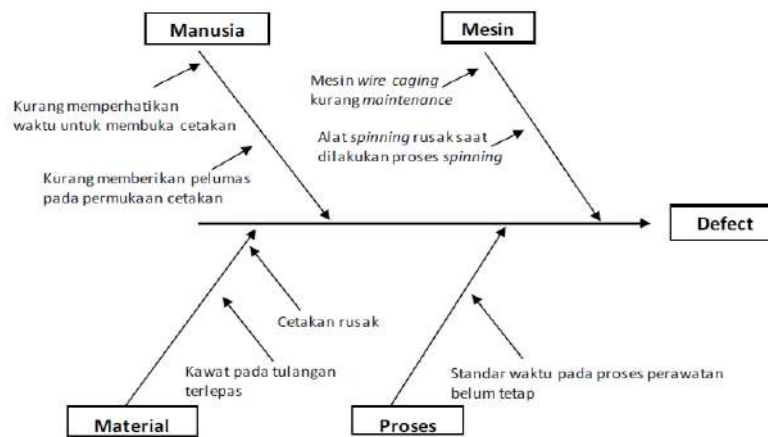 Manusia
Mesin
Kurang memperhatikan
waktu untuk membuka cetakan
Mesin wire caging
kurang maintenance
Alat spinning rusak saat
dilakukan proses spinning
Kurang memberikan pelumas
pada permukaan cetakan
Defect
Cetakan rusak
Kawat pada tulangan
terlepas
Standar waktu pada proses perawatan
belum tetap
Material
Proses